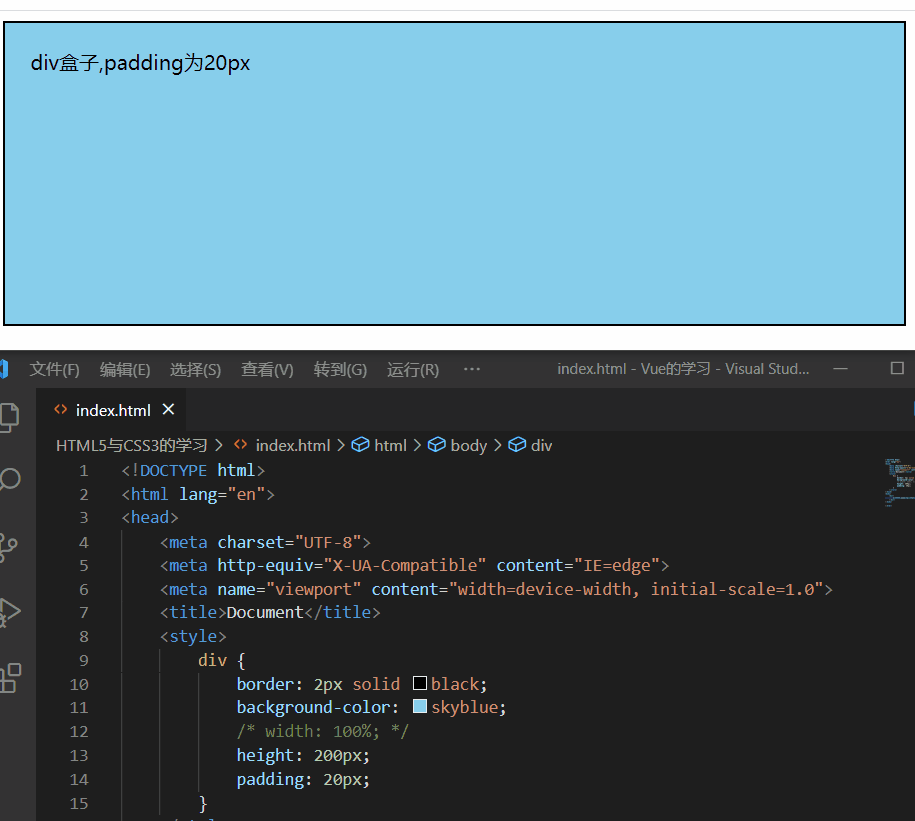 div盒子,padding为20px
文件(F) 编辑(E) 选择(S) 查看(V) 转到(G) 运行(R) ··· index.html - Vue的学习 - Visual Stud...
index.html
HTML5与CSS3的学习 > index.html > html > body > div
1 <!DOCTYPE html>
2 <html lang="en">
3 <head>
4 <meta charset="UTF-8">
5 <meta http-equiv="X-UA-Compatible" content="IE=edge">
6 <meta name="viewport" content="width=device-width, initial-scale=1.0">
7 <title>Document</title>
8 <style>
9 div {
10 border: 2px solid black;
11 background-color: skyblue;
12 /* width: 100%; */
13 height: 200px;
14 padding: 20px;
15 }